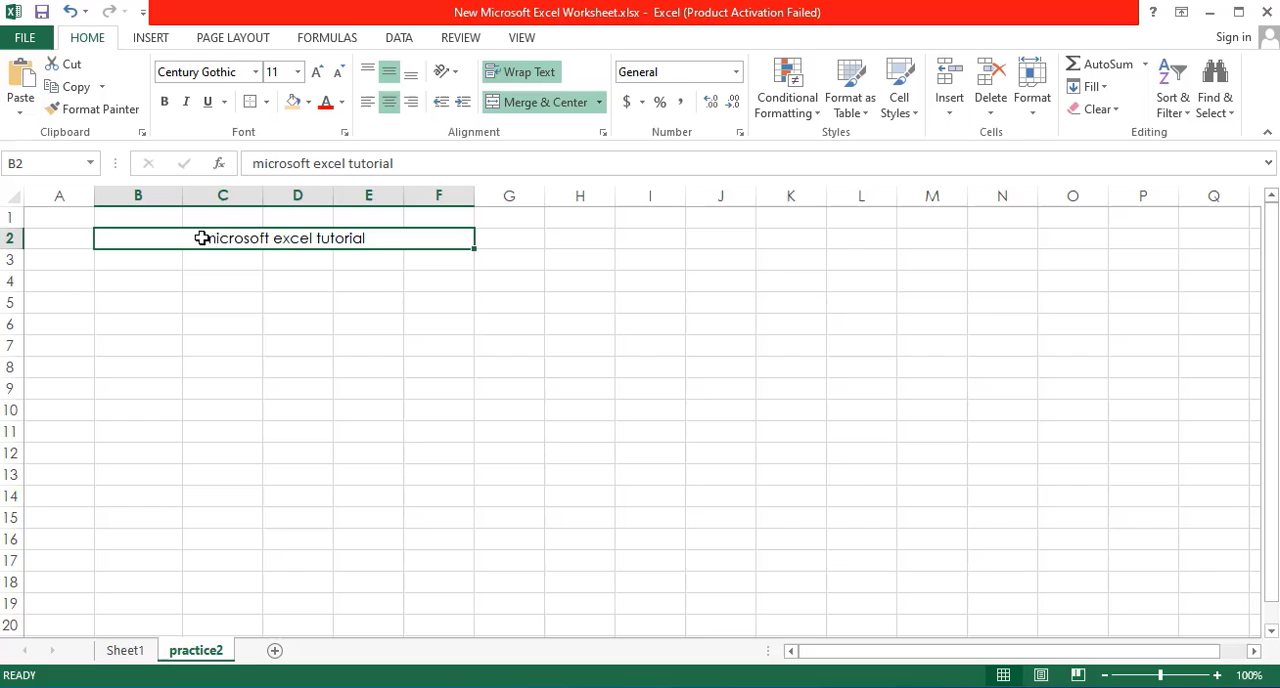 New Microsoft Excel Worksheet.xlsx - Excel (Product Activation Failed)
FILE HOME INSERT PAGE LAYOUT FORMULAS DATA REVIEW VIEW Sign in
Paste Cut Copy Format Painter Clipboard
Century Gothic 11 B I U A Font
Wrap Text Merge & Center Alignment
General $ % , Number
Conditional Formatting Format as Table Cell Styles Styles
Insert Delete Format Cells
AutoSum Fill Clear Sort & Filter Find & Select Editing
B2 fx microsoft excel tutorial
A B C D E F G H I J K L M N O P Q
1
2 microsoft excel tutorial
3
4
5
6
7
8
9
10
11
12
13
14
15
16
17
18
19
20
Sheet1 practice2
READY 100%